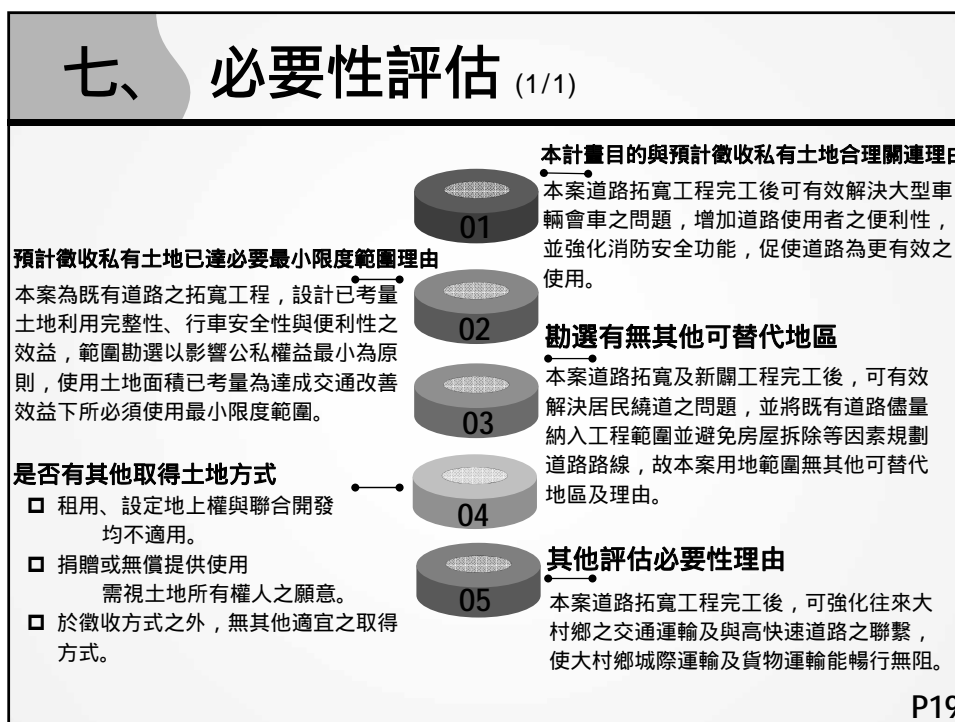 七、 必要性評估 (1/1)
01
本計畫目的與預計徵收私有土地合理關連理由
本案道路拓寬工程完工後可有效解決大型車
輛會車之問題，增加道路使用者之便利性，
並強化消防安全功能，促使道路為更有效之
使用。
02
預計徵收私有土地已達必要最小限度範圍理由
本案為既有道路之拓寬工程，設計已考量
土地利用完整性、行車安全性與便利性之
效益，範圍勘選以影響公私權益最小為原
則，使用土地面積已考量為達成交通改善
效益下所必須使用最小限度範圍。
03
勘選有無其他可替代地區
本案道路拓寬及新闢工程完工後，可有效
解決居民繞道之問題，並將既有道路儘量
納入工程範圍並避免房屋拆除等因素規劃
道路路線，故本案用地範圍無其他可替代
地區及理由。
04
是否有其他取得土地方式
租用、設定地上權與聯合開發
均不適用。
捐贈或無償提供使用
需視土地所有權人之願意。
於徵收方式之外，無其他適宜之取得
方式。
05
其他評估必要性理由
本案道路拓寬工程完工後，可強化往來大
村鄉之交通運輸及與高快速道路之聯繫，
使大村鄉城際運輸及貨物運輸能暢行無阻。
P19